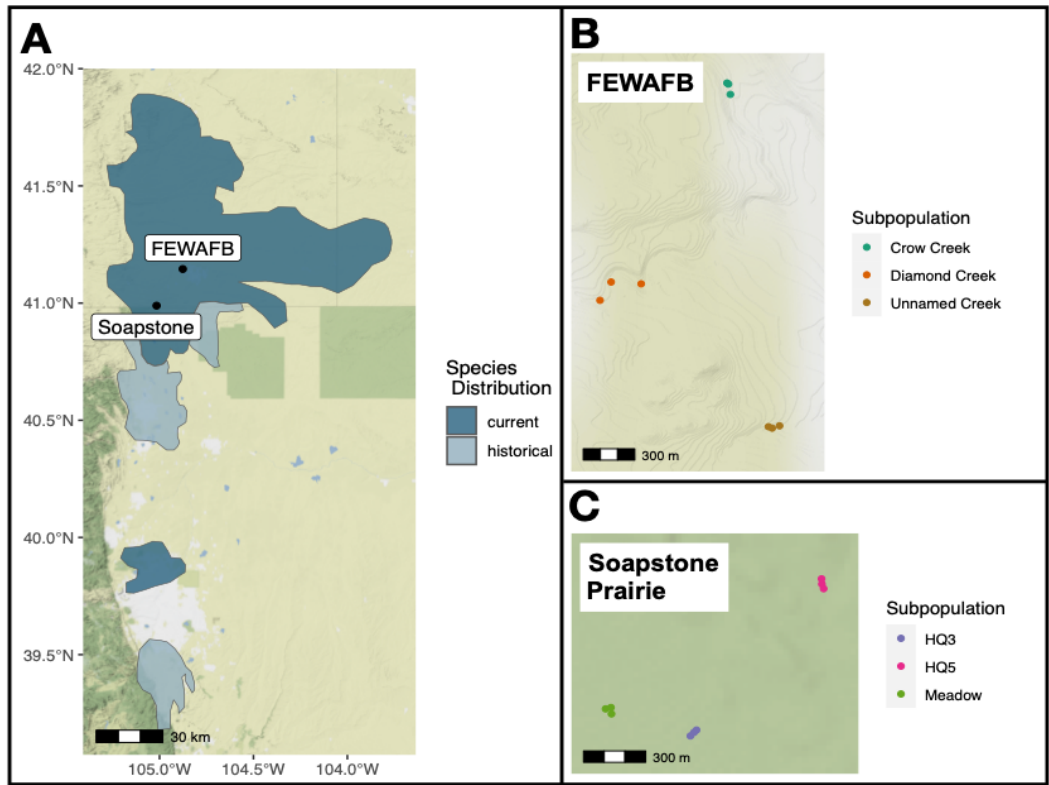 A
42.0°N
41.5°N
41.0°N
40.5°N
40.0°N
39.5°N
FEWAFB
Soapstone
30 km
105.0°W 104.5°W 104.0°W
Species
Distribution
current
historical
B
FEWAFB
300 m
Subpopulation
Crow Creek
Diamond Creek
Unnamed Creek
C
Soapstone
Prairie
300 m
Subpopulation
HQ3
HQ5
Meadow